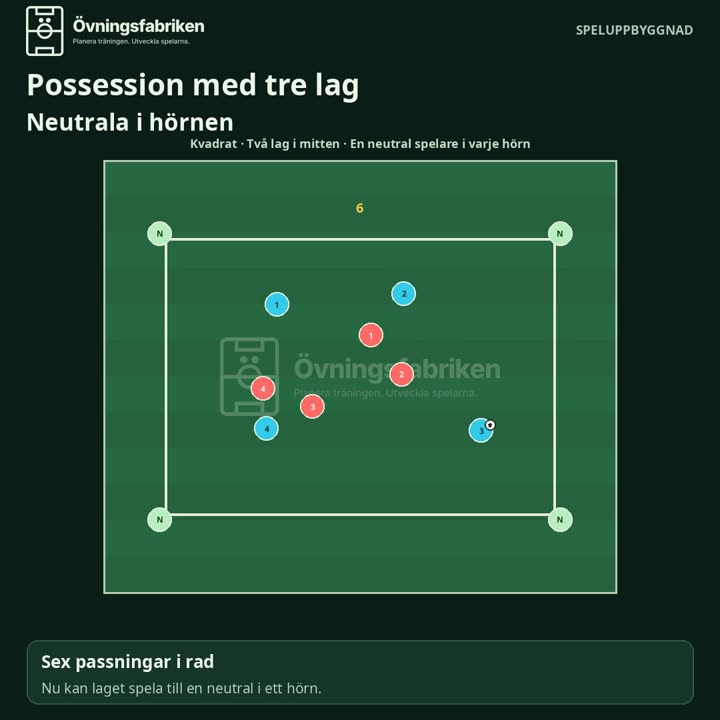 Övningsfabriken
Planera träningen. Utveckla spelarna.
SPELUPPBYGGNAD
Possession med tre lag
Neutrala i hörnen
Kvadrat · Två lag i mitten · En neutral spelare i varje hörn
6
N
N
1
2
1
Övningsfabriken
2
Planera träningen. Utveckla spelarna.
4
3
4
3
N
N
Sex passningar i rad
Nu kan laget spela till en neutral i ett hörn.